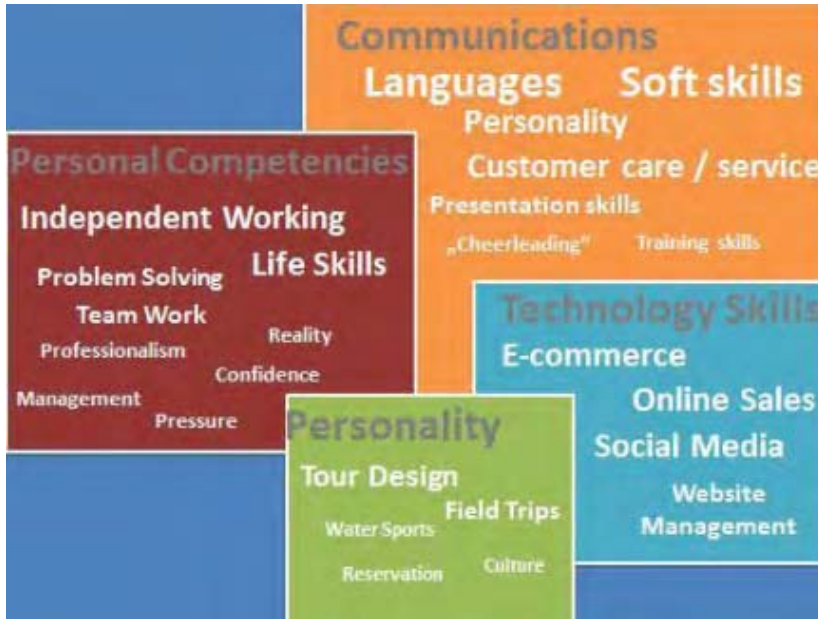 Communications
Languages Soft skills
Personality
Customer care / service
Presentation skills
„Cheerleading“ Training skills
Personal Competencies
Independent Working
Life Skills
Problem Solving
Team Work
Reality
Professionalism
Confidence
Management
Pressure
Technology Skills
E-commerce
Online Sales
Social Media
Website
Management
Personality
Tour Design
Field Trips
Water Sports
Culture
Reservation